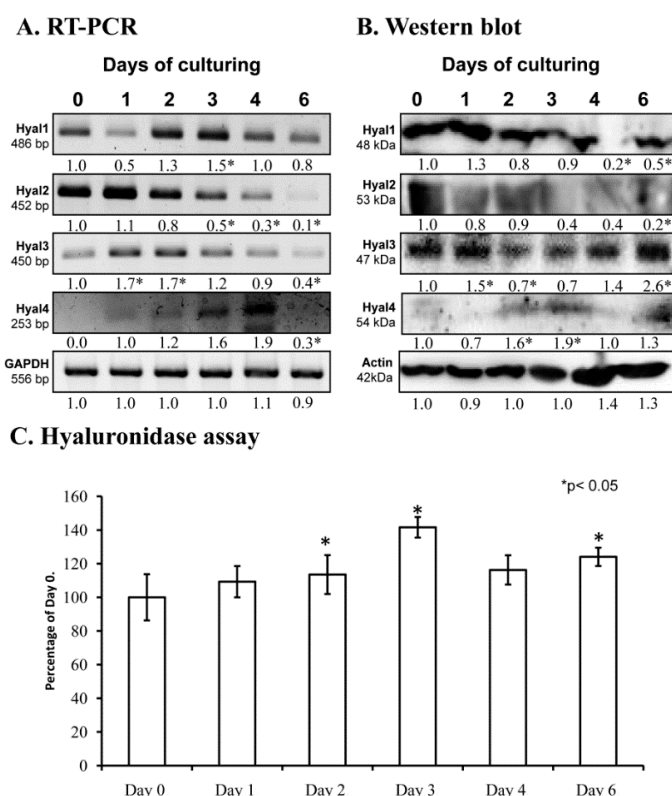 A. RT-PCR
Days of culturing
0 1 2 3 4 6
Hyal1
486 bp
1.0 0.5 1.3 1.5* 1.0 0.8
Hyal2
452 bp
1.0 1.1 0.8 0.5* 0.3* 0.1*
Hyal3
450 bp
1.0 1.7* 1.7* 1.2 0.9 0.4*
Hyal4
253 bp
0.0 1.0 1.2 1.6 1.9 0.3*
GAPDH
556 bp
1.0 1.0 1.0 1.0 1.1 0.9
B. Western blot
Days of culturing
0 1 2 3 4 6
Hyal1
48 kDa
1.0 1.3 0.8 0.9 0.2* 0.5*
Hyal2
53 kDa
1.0 0.8 0.9 0.4 0.4 0.2*
Hyal3
47 kDa
1.0 1.5* 0.7* 0.7 1.4 2.6*
Hyal4
54 kDa
1.0 0.7 1.6* 1.9* 1.0 1.3
Actin
42kDa
1.0 0.9 1.0 1.0 1.4 1.3
C. Hyaluronidase assay
*p< 0.05
Percentage of Day 0.
160
140
120
100
80
60
40
20
0
* * *
Day 0 Day 1 Day 2 Day 3 Day 4 Day 6